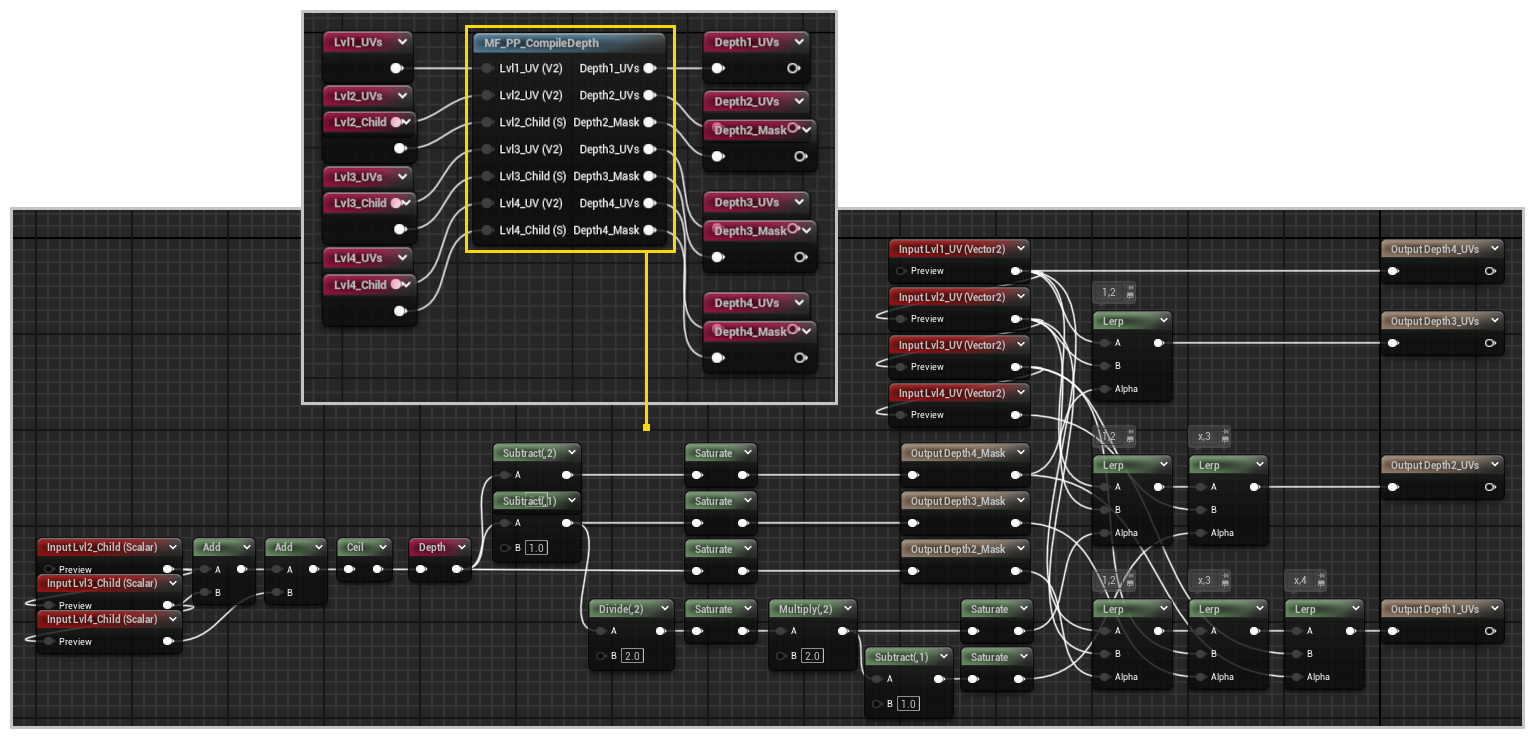 Lvl1_UVs
Lvl2_UVs
Lvl2_Child
Lvl3_UVs
Lvl3_Child
Lvl4_UVs
Lvl4_Child
MF_PP_CompileDepth
Lvl1_UV (V2) Depth1_UVs
Lvl2_UV (V2) Depth2_UVs
Lvl2_Child (S) Depth2_Mask
Lvl3_UV (V2) Depth3_UVs
Lvl3_Child (S) Depth3_Mask
Lvl4_UV (V2) Depth4_UVs
Lvl4_Child (S) Depth4_Mask
Depth1_UVs
Depth2_UVs
Depth2_Mask
Depth3_UVs
Depth3_Mask
Depth4_UVs
Depth4_Mask
Input Lvl1_UV (Vector2)
Preview
Input Lvl2_UV (Vector2)
Preview
Input Lvl3_UV (Vector2)
Preview
Input Lvl4_UV (Vector2)
Preview
1,2
Lerp
A
B
Alpha
Output Depth4_UVs
Output Depth3_UVs
Input Lvl2_Child (Scalar)
Preview
Input Lvl3_Child (Scalar)
Preview
Input Lvl4_Child (Scalar)
Preview
Add
A
B
Add
A
B
Ceil
Depth
Subtract(,2)
A
Subtract(,1)
A
B 1.0
Saturate
Saturate
Saturate
Output Depth4_Mask
Output Depth3_Mask
Output Depth2_Mask
1,2
Lerp
A
B
Alpha
x,3
Lerp
A
B
Alpha
Output Depth2_UVs
Divide(,2)
A
B 2.0
Saturate
Multiply(,2)
A
B 2.0
Subtract(,1)
A
B 1.0
Saturate
Saturate
1,2
Lerp
A
B
Alpha
x,3
Lerp
A
B
Alpha
x,4
Lerp
A
B
Alpha
Output Depth1_UVs